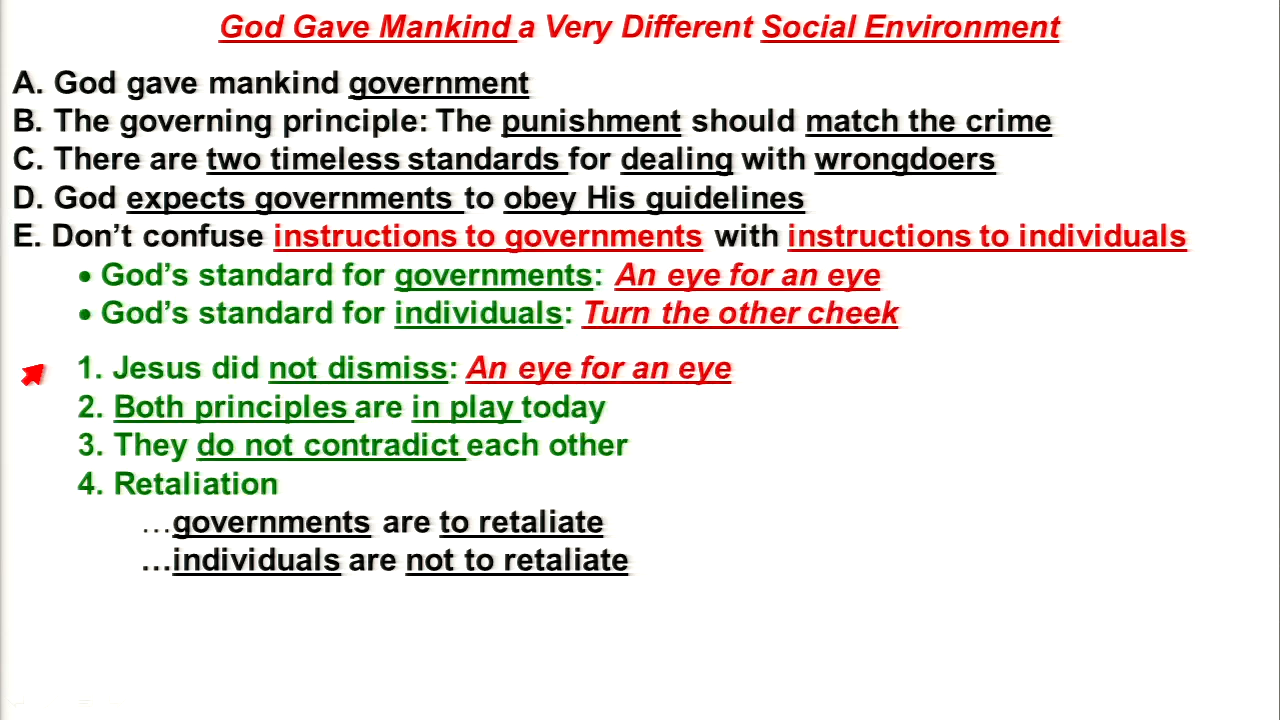 God Gave Mankind a Very Different Social Environment
A. God gave mankind government
B. The governing principle: The punishment should match the crime
C. There are two timeless standards for dealing with wrongdoers
D. God expects governments to obey His guidelines
E. Don’t confuse instructions to governments with instructions to individuals
• God’s standard for governments: An eye for an eye
• God’s standard for individuals: Turn the other cheek
1. Jesus did not dismiss: An eye for an eye
2. Both principles are in play today
3. They do not contradict each other
4. Retaliation
…governments are to retaliate
…individuals are not to retaliate